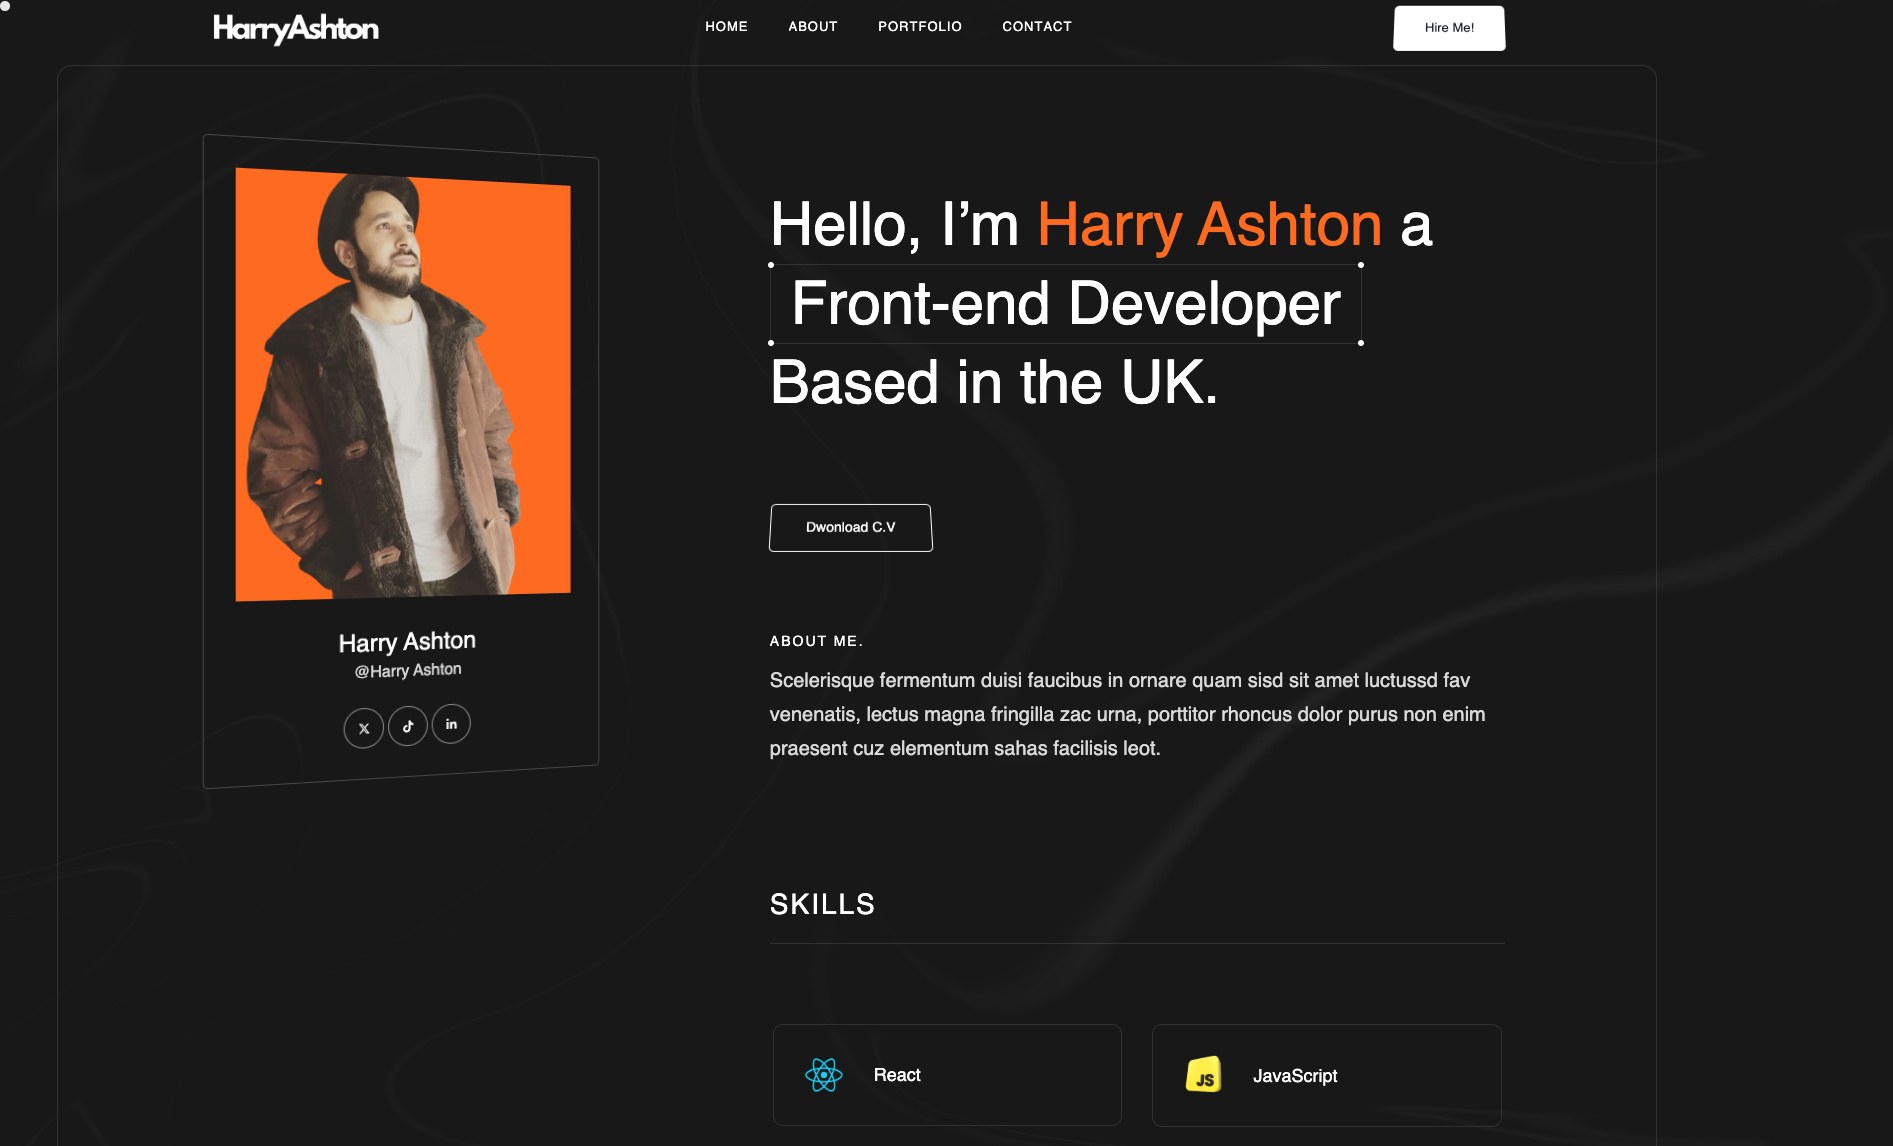 HarryAshton
HOME ABOUT PORTFOLIO CONTACT
Hire Me!
Hello, I’m Harry Ashton a
Front-end Developer
Based in the UK.
Dwonload C.V
Harry Ashton
@Harry Ashton
X
in
ABOUT ME.
Scelerisque fermentum duisi faucibus in ornare quam sisd sit amet luctussd fav
venenatis, lectus magna fringilla zac urna, porttitor rhoncus dolor purus non enim
praesent cuz elementum sahas facilisis leot.
SKILLS
React
JS JavaScript